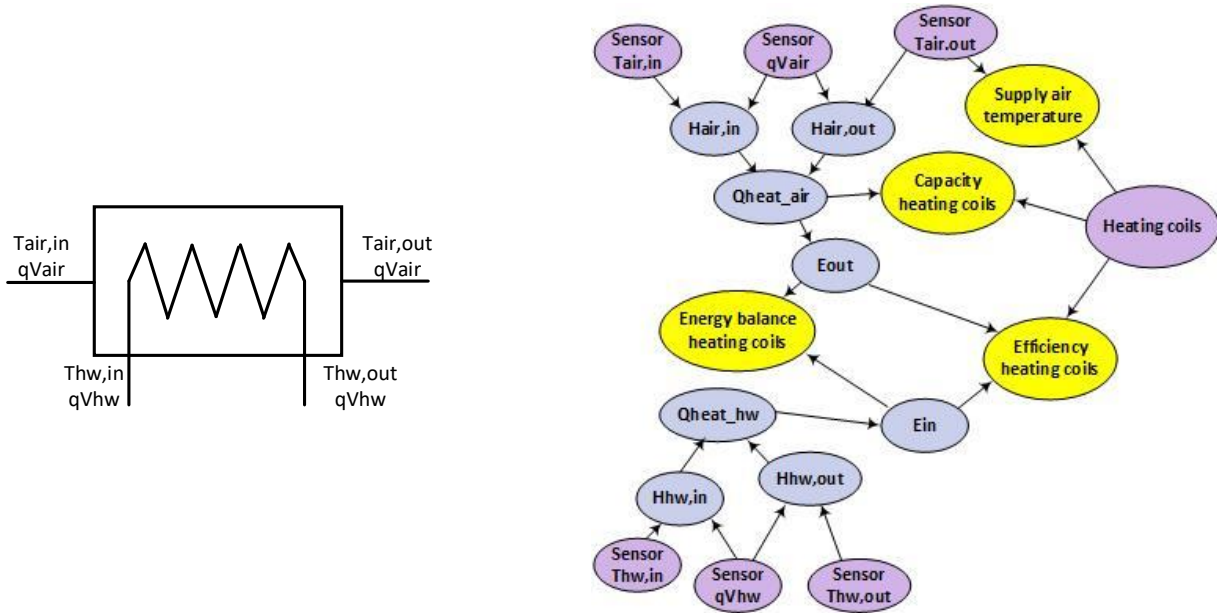 Tair,in
qVair
Tair,out
qVair
Thw,in
qVhw
Thw,out
qVhw
Sensor
Tair,in
Sensor
qVair
Sensor
Tair.out
Supply air
temperature
Hair,in
Hair,out
Capacity
heating coils
Qheat_air
Heating coils
Eout
Energy balance
heating coils
Efficiency
heating coils
Qheat_hw
Ein
Hhw,in
Hhw,out
Sensor
Thw,in
Sensor
qVhw
Sensor
Thw,out